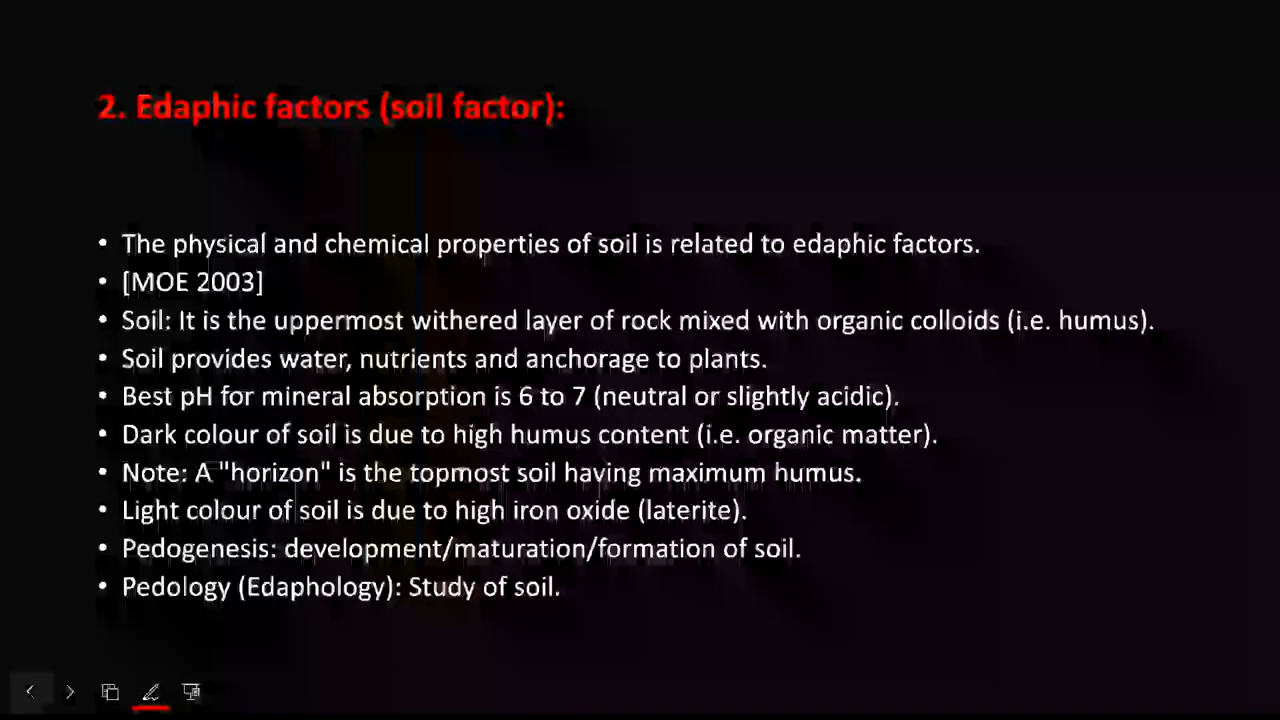 2. Edaphic factors (soil factor):
• The physical and chemical properties of soil is related to edaphic factors.
• [MOE 2003]
• Soil: It is the uppermost withered layer of rock mixed with organic colloids (i.e. humus).
• Soil provides water, nutrients and anchorage to plants.
• Best pH for mineral absorption is 6 to 7 (neutral or slightly acidic).
• Dark colour of soil is due to high humus content (i.e. organic matter).
• Note: A "horizon" is the topmost soil having maximum humus.
• Light colour of soil is due to high iron oxide (laterite).
• Pedogenesis: development/maturation/formation of soil.
• Pedology (Edaphology): Study of soil.